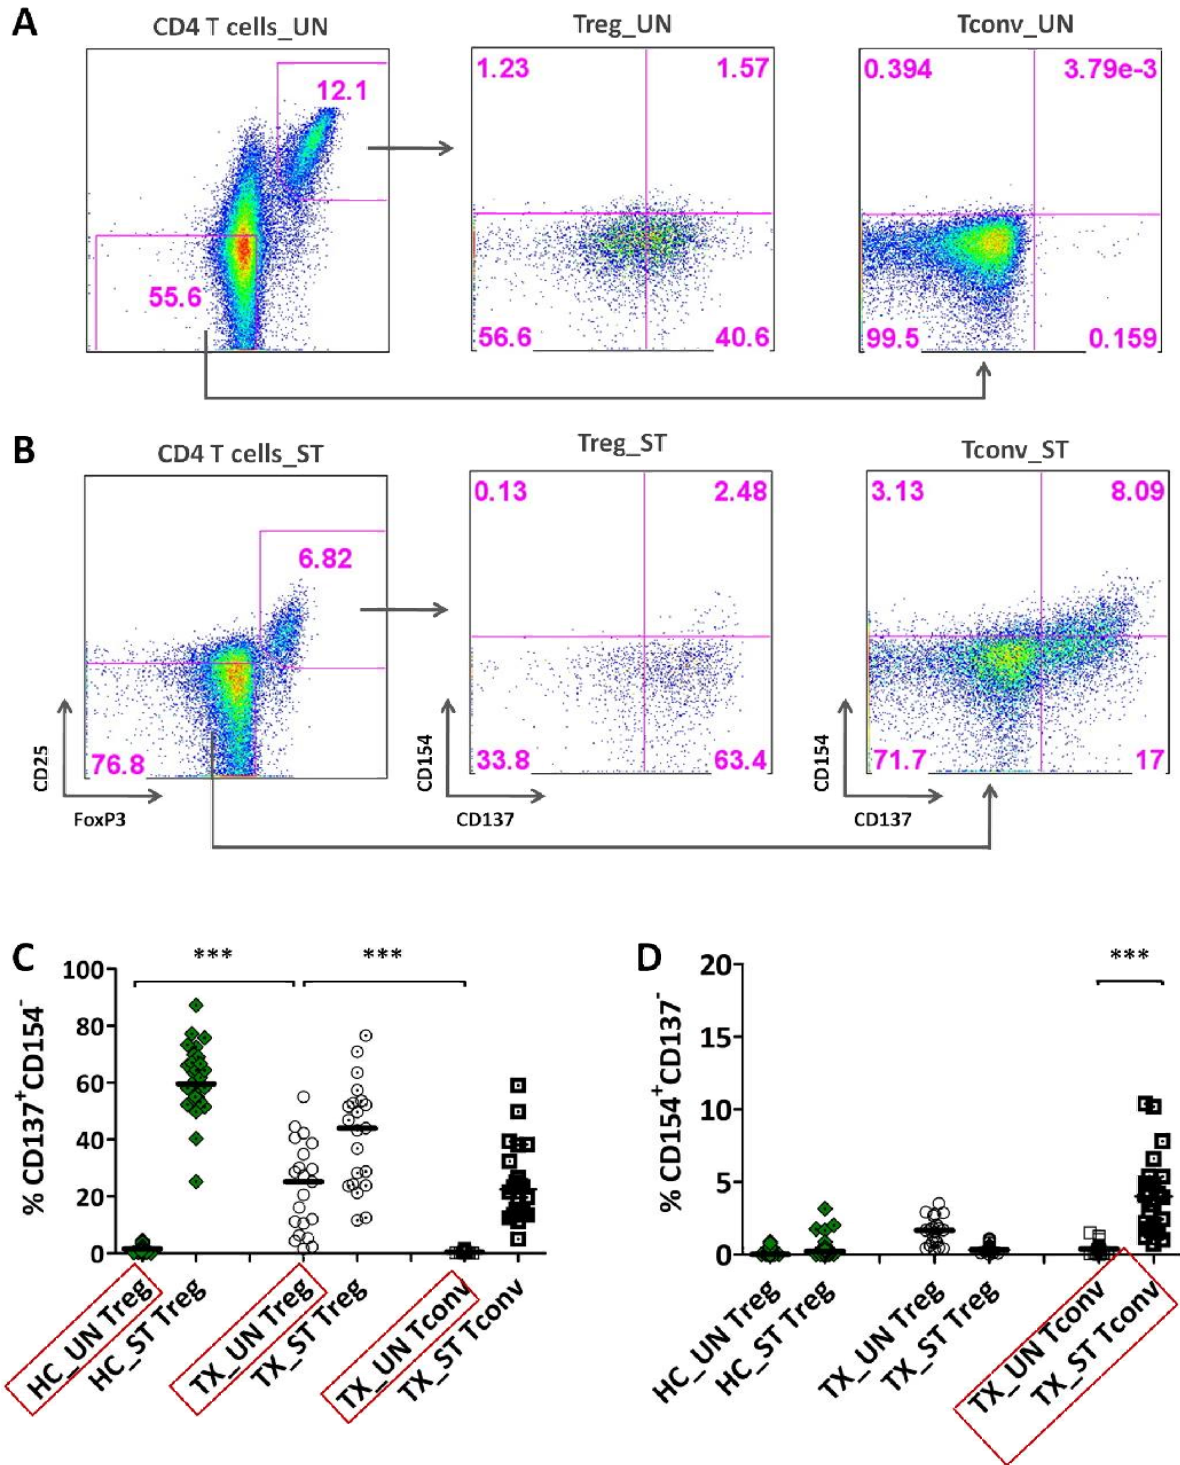 A
CD4 T cells_UN
Treg_UN
Tconv_UN
12.1
55.6
1.23
1.57
56.6
40.6
0.394
3.79e-3
99.5
0.159
B
CD4 T cells_ST
Treg_ST
Tconv_ST
6.82
76.8
0.13
2.48
33.8
63.4
3.13
8.09
71.7
17
CD25
FoxP3
CD154
CD137
CD154
CD137
C
***
***
% CD137⁺CD154⁻
100
80
60
40
20
0
HC_UN Treg
HC_ST Treg
TX_UN Treg
TX_ST Treg
TX_UN Tconv
TX_ST Tconv
D
***
% CD154⁺CD137⁻
20
15
10
5
0
HC_UN Treg
HC_ST Treg
TX_UN Treg
TX_ST Treg
TX_UN Tconv
TX_ST Tconv